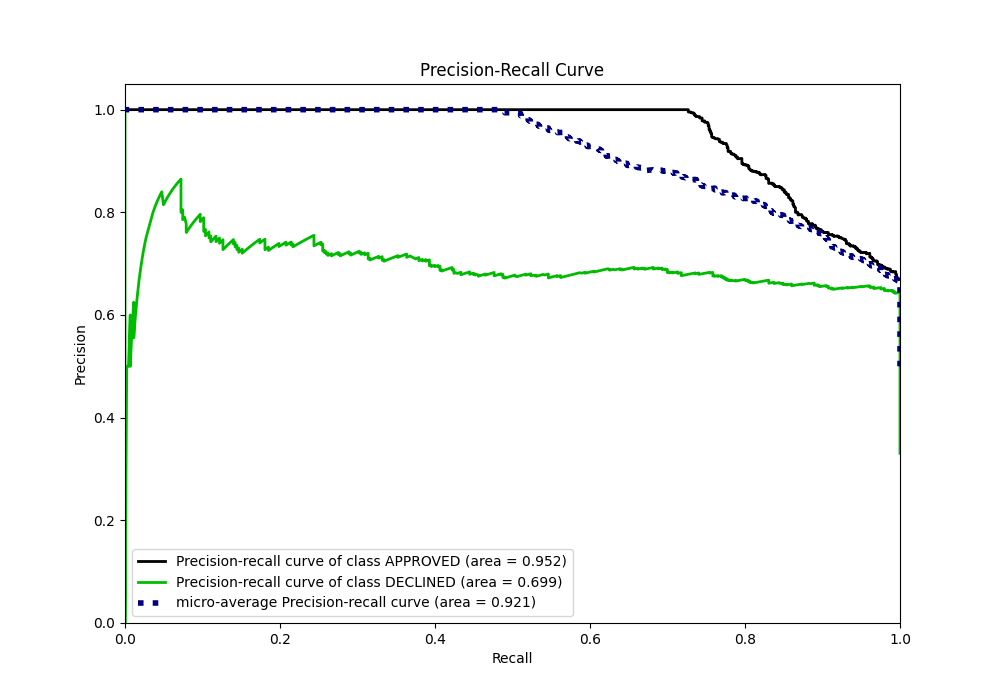 Precision-Recall Curve
1.0
0.8
0.6
0.4
0.2
0.0
Precision
Precision-recall curve of class APPROVED (area = 0.952)
Precision-recall curve of class DECLINED (area = 0.699)
micro-average Precision-recall curve (area = 0.921)
0.0 0.2 0.4 0.6 0.8 1.0
Recall